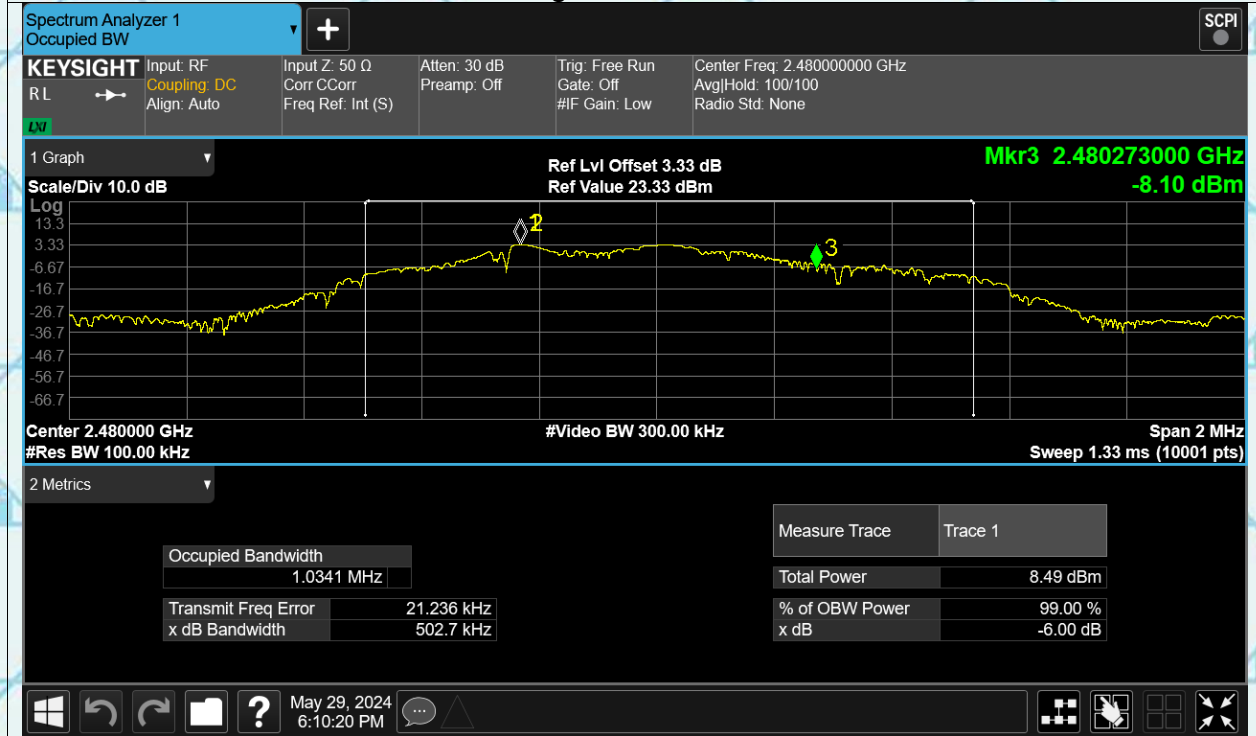 Spectrum Analyzer 1
Occupied BW
SCPI
KEYSIGHT
RL
LXI
Input: RF
Coupling: DC
Align: Auto
Input Z: 50 Ω
Corr CCorr
Freq Ref: Int (S)
Atten: 30 dB
Preamp: Off
Trig: Free Run
Gate: Off
#IF Gain: Low
Center Freq: 2.480000000 GHz
Avg|Hold: 100/100
Radio Std: None
1 Graph
Scale/Div 10.0 dB
Ref Lvl Offset 3.33 dB
Ref Value 23.33 dBm
Mkr3 2.480273000 GHz
-8.10 dBm
Log
13.3
3.33
-6.67
-16.7
-26.7
-36.7
-46.7
-56.7
-66.7
2
3
Center 2.480000 GHz
#Video BW 300.00 kHz
Span 2 MHz
#Res BW 100.00 kHz
Sweep 1.33 ms (10001 pts)
2 Metrics
Measure Trace Trace 1
Occupied Bandwidth
1.0341 MHz
Total Power 8.49 dBm
Transmit Freq Error 21.236 kHz
% of OBW Power 99.00 %
x dB Bandwidth 502.7 kHz
x dB -6.00 dB
?
May 29, 2024
6:10:20 PM